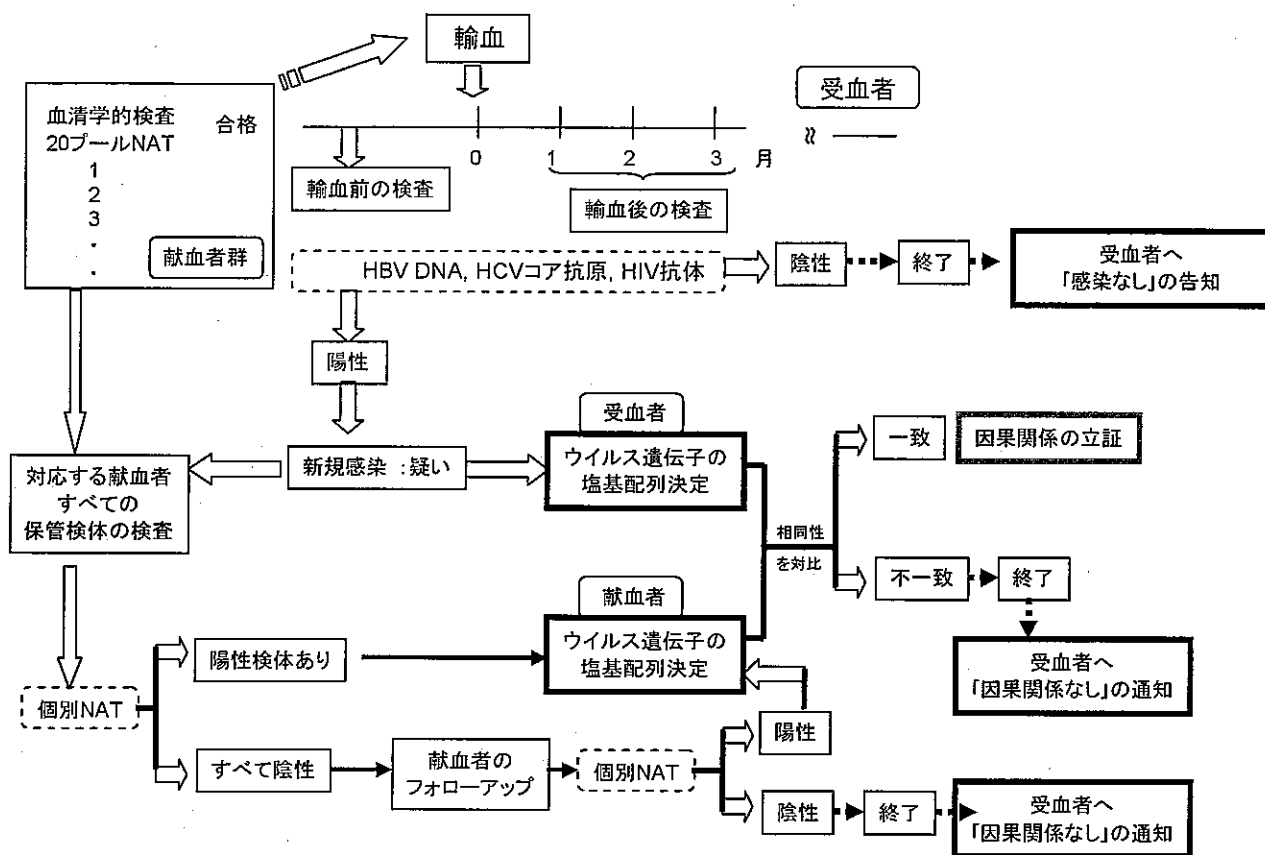 輸血
血清学的検査
合格
20プールNAT
1
2
3
・
・
・
献血者群
受血者
0
1
2
3
月
輸血前の検査
輸血後の検査
HBV DNA, HCVコア抗原, HIV抗体
陰性
終了
受血者へ
「感染なし」の告知
陽性
新規感染 :疑い
対応する献血者
すべての
保管検体の検査
受血者
ウイルス遺伝子の
塩基配列決定
相同性
を対比
一致
因果関係の立証
不一致
終了
受血者へ
「因果関係なし」の通知
献血者
ウイルス遺伝子の
塩基配列決定
個別NAT
陽性検体あり
すべて陰性
献血者の
フォローアップ
個別NAT
陽性
陰性
終了
受血者へ
「因果関係なし」の通知